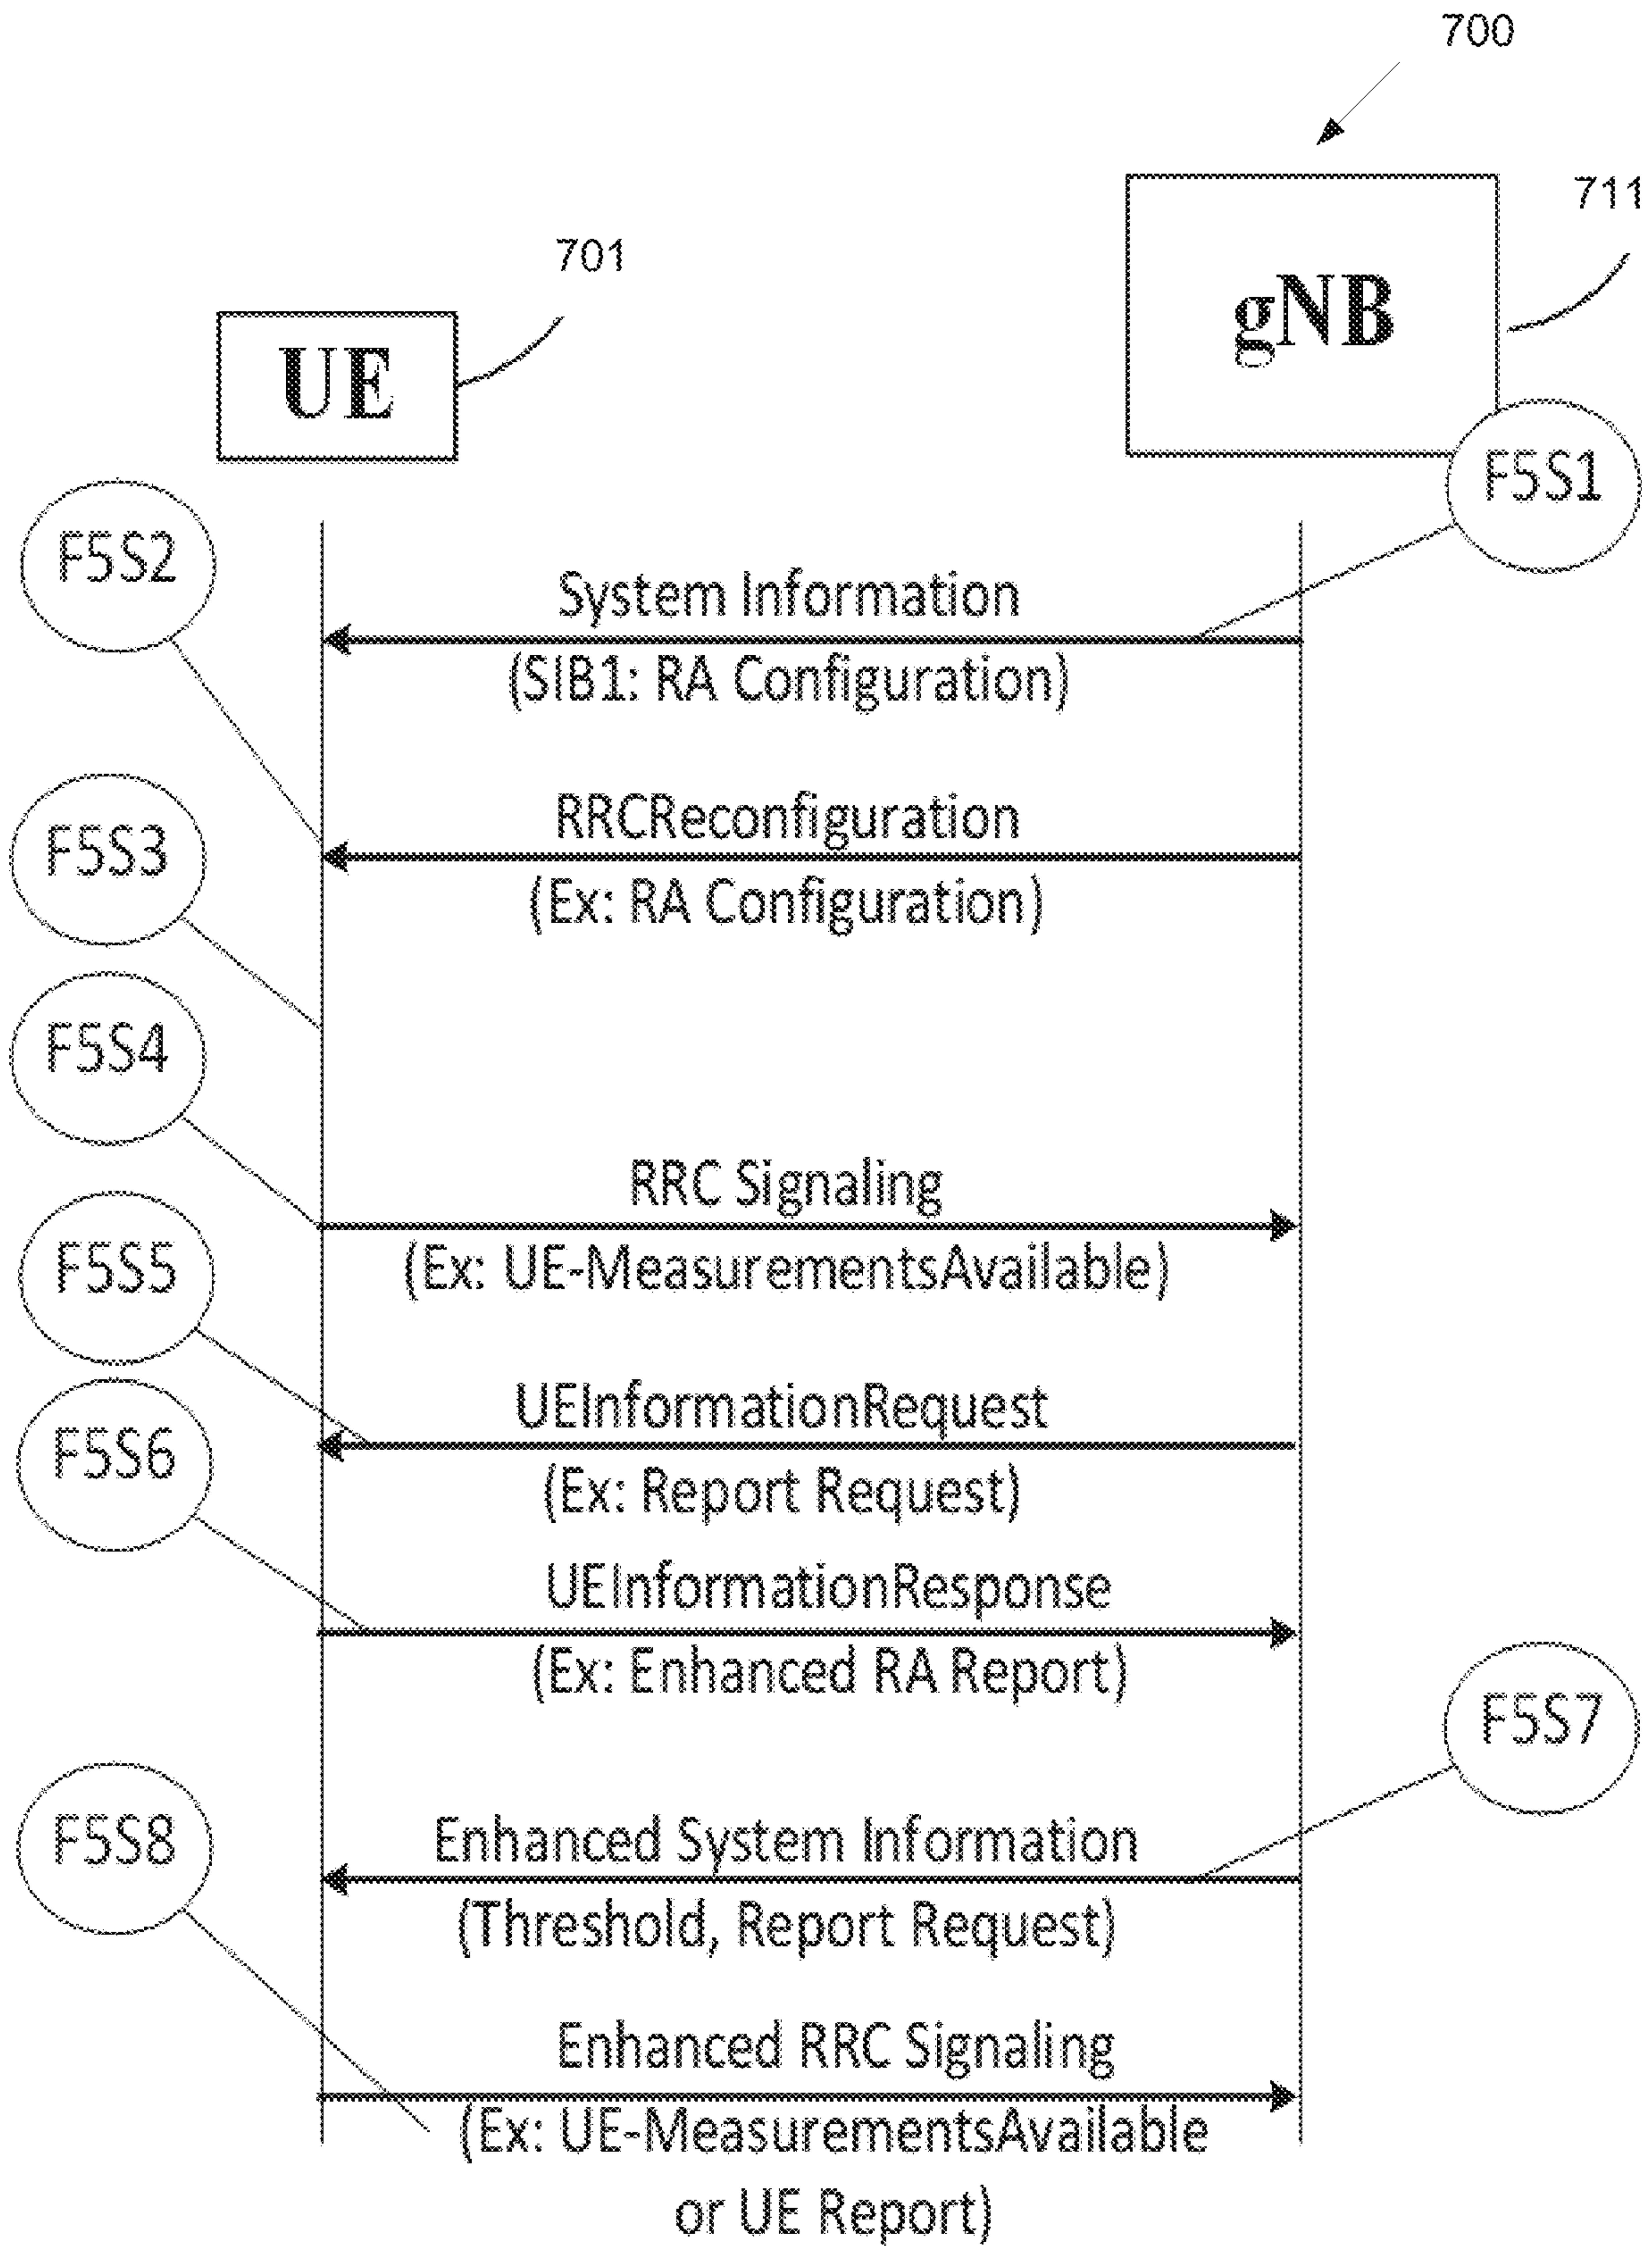 700
711
701
gNB
UE
F5S1
F5S2
System Information
(SIB1: RA Configuration)
RRCReconfiguration
F5S3
(Ex: RA Configuration)
F5S4
RRC Signaling
F5S5
(Ex: UE-MeasurementsAvailable)
UEInformationRequest
F5S6
(Ex: Report Request)
UEInformationResponse
(Ex: Enhanced RA Report)
F5S7
F5S8
Enhanced System Information
(Threshold, Report Request)
Enhanced RRC Signaling
(Ex: UE-MeasurementsAvailable
or UE Report)